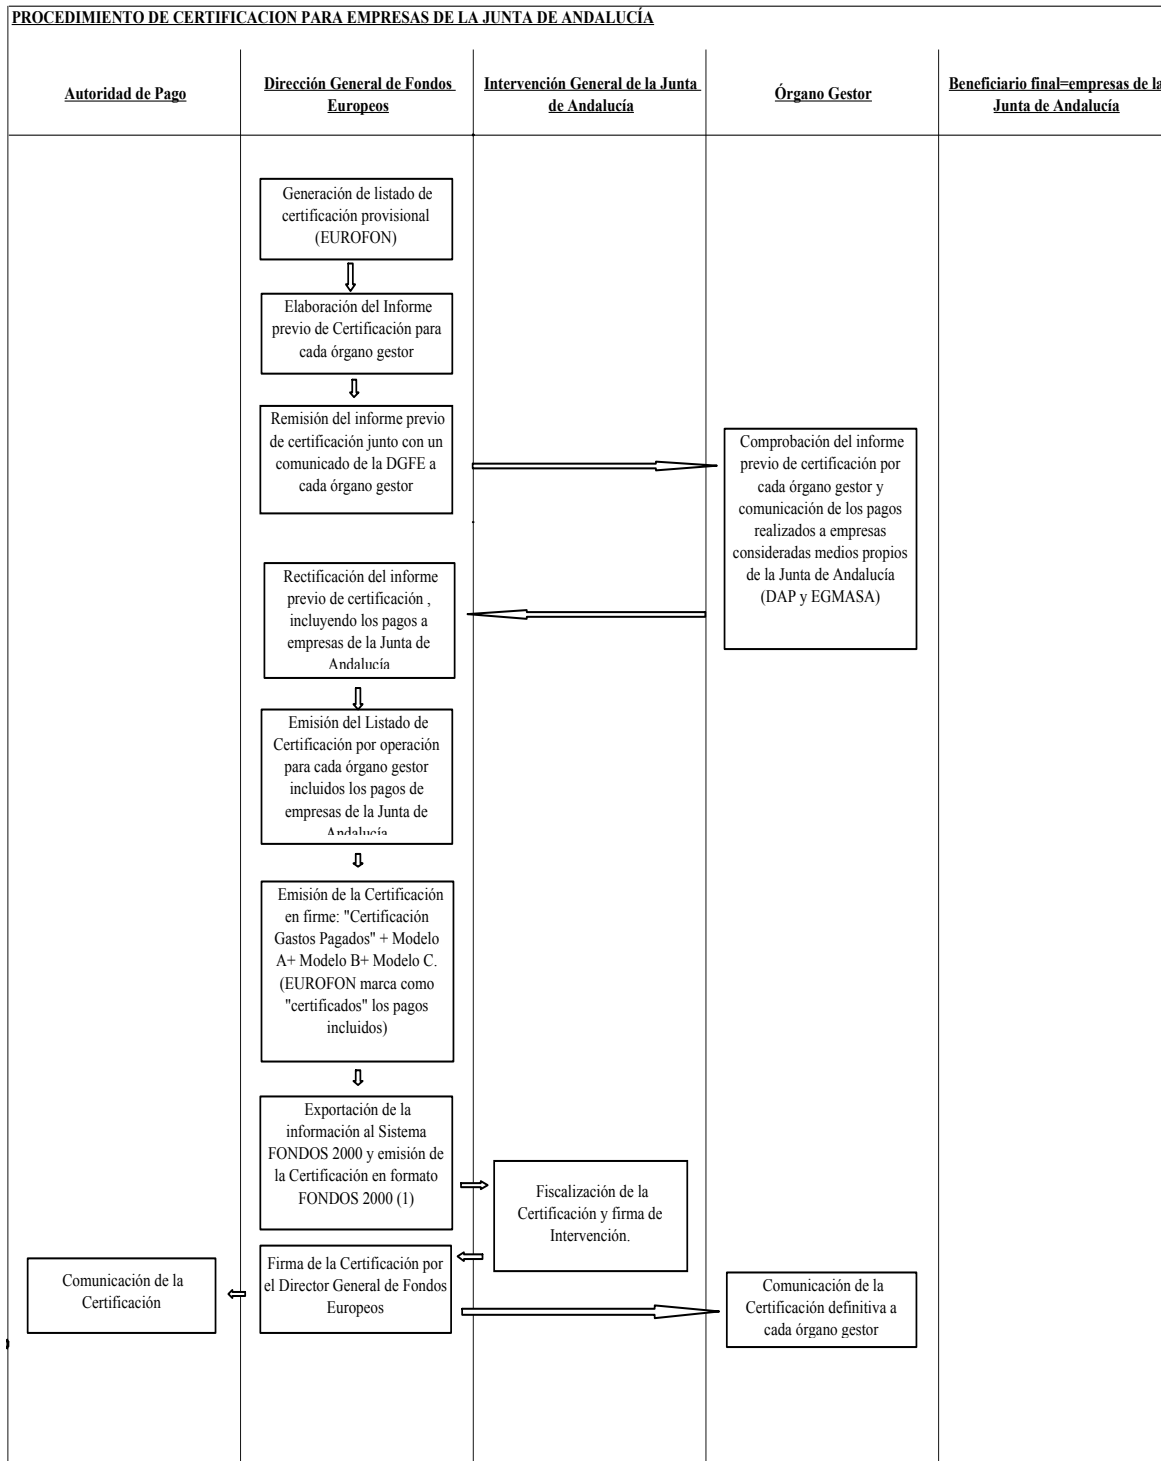 PROCEDIMIENTO DE CERTIFICACION PARA EMPRESAS DE LA JUNTA DE ANDALUCÍA
Autoridad de Pago
Dirección General de Fondos
Europeos
Intervención General de la Junta
de Andalucía
Órgano Gestor
Beneficiario final=empresas de la
Junta de Andalucía
Generación de listado de
certificación provisional
(EUROFON)
Elaboración del Informe
previo de Certificación para
cada órgano gestor
Remisión del informe previo
de certificación junto con un
comunicado de la DGFE a
cada órgano gestor
Comprobación del informe
previo de certificación por
cada órgano gestor y
comunicación de los pagos
realizados a empresas
consideradas medios propios
de la Junta de Andalucía
(DAP y EGMASA)
Rectificación del informe
previo de certificación ,
incluyendo los pagos a
empresas de la Junta de
Andalucía
Emisión del Listado de
Certificación por operación
para cada órgano gestor
incluidos los pagos de
empresas de la Junta de
Andalucía
Emisión de la Certificación
en firme: "Certificación
Gastos Pagados" + Modelo
A+ Modelo B+ Modelo C.
(EUROFON marca como
"certificados" los pagos
incluidos)
Exportación de la
información al Sistema
FONDOS 2000 y emisión de
la Certificación en formato
FONDOS 2000 (1)
Fiscalización de la
Certificación y firma de
Intervención.
Firma de la Certificación por
el Director General de Fondos
Europeos
Comunicación de la
Certificación
Comunicación de la
Certificación definitiva a
cada órgano gestor